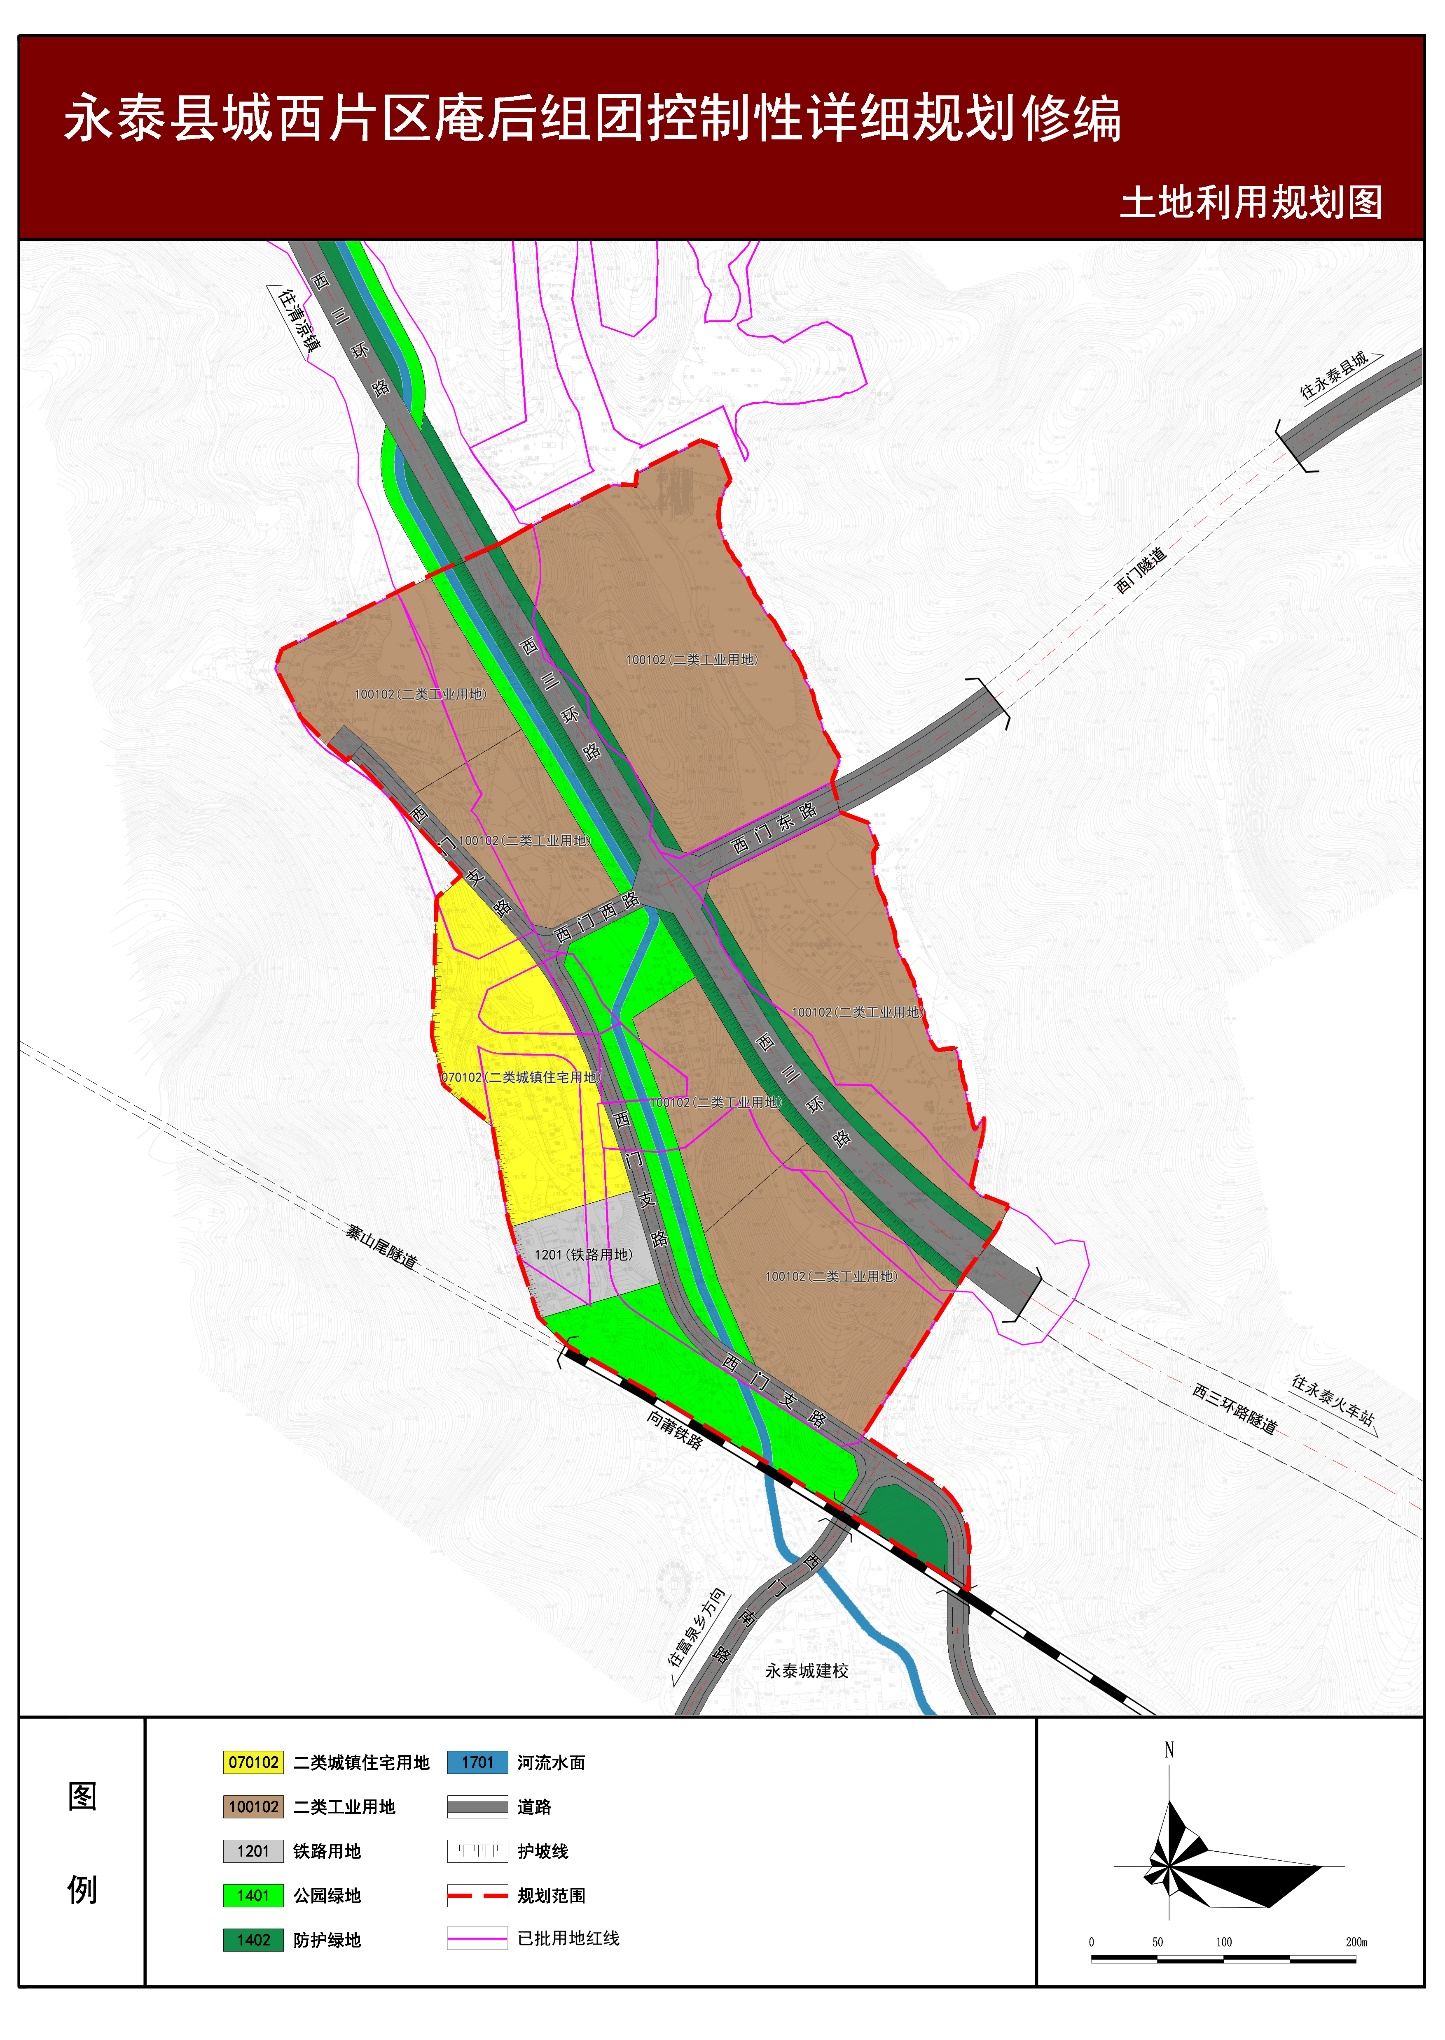 永泰县城西片区庵后组团控制性详细规划修编
土地利用规划图
西三环路
往清凉镇
往永泰县城
西门隧道
100102(二类工业用地)
100102(二类工业用地)
西三环路
西门支路
100102(二类工业用地)
西门东路
西门西路
100102(二类工业用地)
西三环路
070102(二类城镇住宅用地)
100102(二类工业用地)
西门支路
寨山尾隧道
1201(铁路用地)
100102(二类工业用地)
西门支路
向莆铁路
西三环路隧道
往永泰火车站
西门南路
往富泉乡方向
永泰城建校
图例
070102 二类城镇住宅用地
100102 二类工业用地
1201 铁路用地
1401 公园绿地
1402 防护绿地
1701 河流水面
道路
护坡线
规划范围
已批用地红线
N
0 50 100 200m